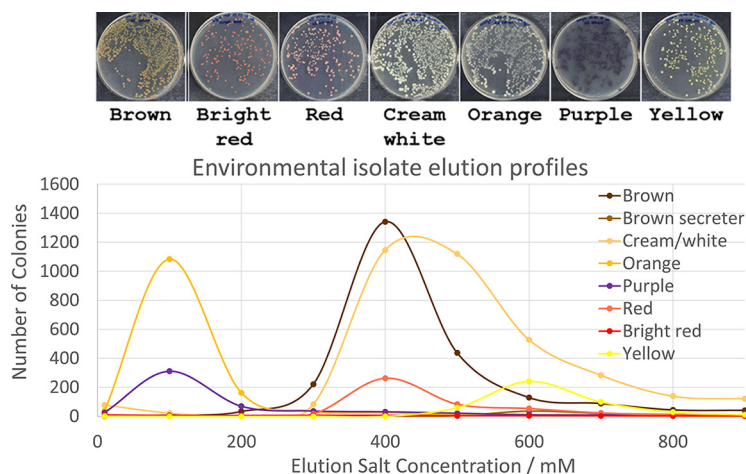 Brown
Bright red
Red
Cream white
Orange
Purple
Yellow
Environmental isolate elution profiles
1600
1400
1200
1000
800
600
400
200
0
Number of Colonies
Brown
Brown secreter
Cream/white
Orange
Purple
Red
Bright red
Yellow
0
200
400
600
800
Elution Salt Concentration / mM